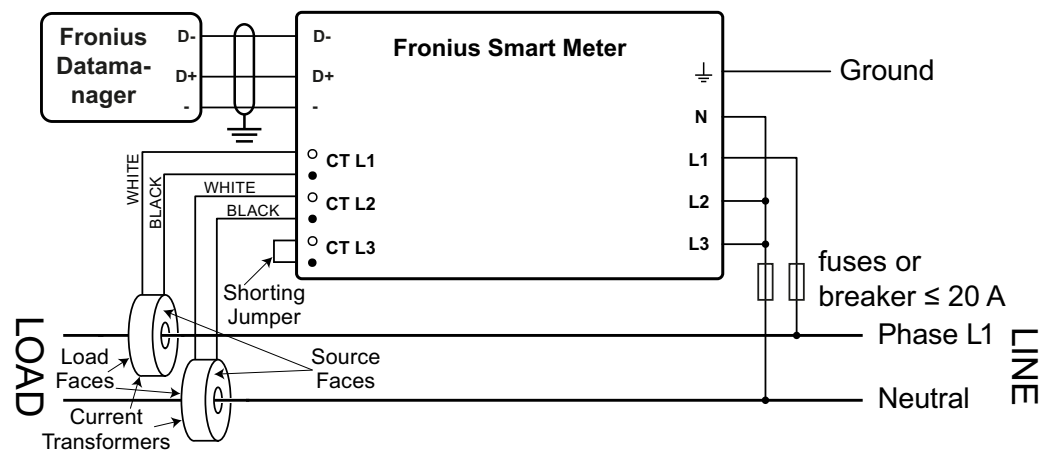 Fronius
Datama-
nager
D-
D+
-
D-
D+
-
Fronius Smart Meter
Ground
N
L1
L2
L3
CT L1
CT L2
CT L3
WHITE
BLACK
WHITE
BLACK
Shorting
Jumper
fuses or
breaker ≤ 20 A
LOAD
LINE
Phase L1
Load
Faces
Source
Faces
Neutral
Current
Transformers